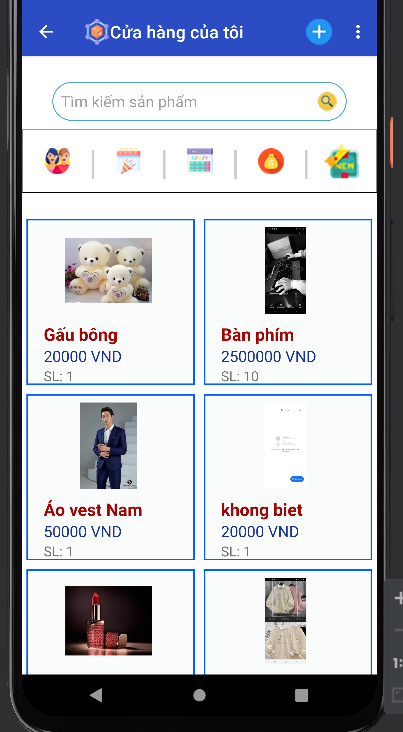 Cửa hàng của tôi
Tìm kiếm sản phẩm
NEW
Gấu bông
20000 VND
SL: 1
Bàn phím
2500000 VND
SL: 10
Áo vest Nam
50000 VND
SL: 1
khong biet
20000 VND
SL: 1